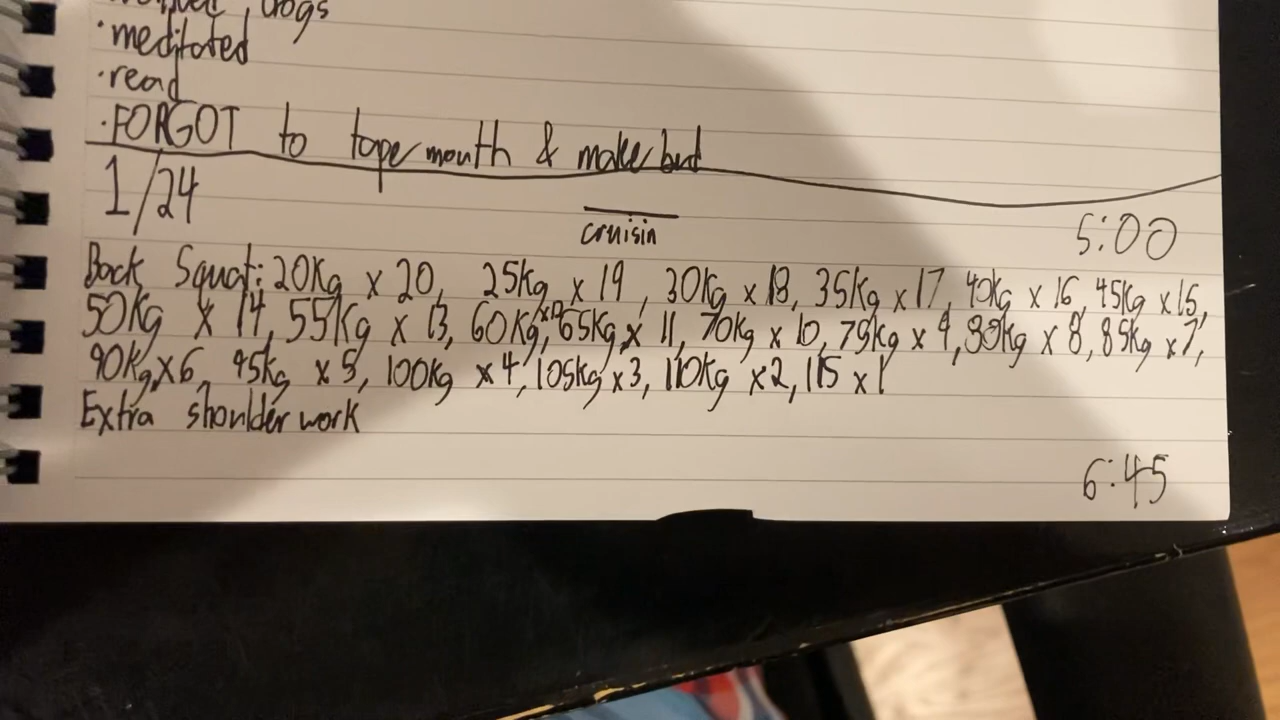 dogs
·meditated
·read
·FORGOT to tape mouth & make bed
1/24
cruisin
5:00
Back Squat: 20Kg x 20, 25kg x 19, 30Kg x 18, 35Kg x 17, 40kg x 16, 45Kg x 15,
50Kg x 14, 55Kg x 13, 60Kg x 12, 65Kg x 11, 70Kg x 10, 75Kg x 9, 80Kg x 8, 85Kg x 7,
90Kg x 6, 95Kg x 5, 100Kg x 4, 105Kg x 3, 110Kg x 2, 115 x 1
Extra shoulder work
6:45